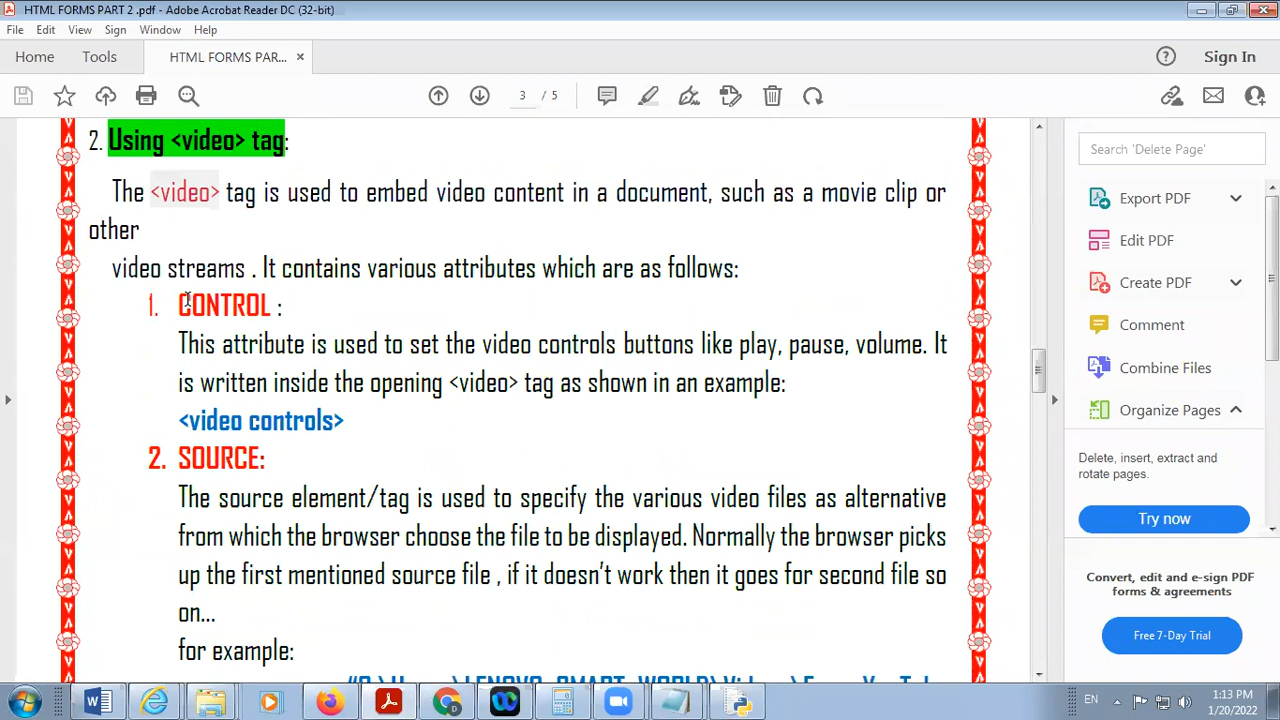 HTML FORMS PART 2 .pdf - Adobe Acrobat Reader DC (32-bit)
File Edit View Sign Window Help
Home Tools HTML FORMS PAR... × Sign In
3 / 5
2. Using <video> tag:
The <video> tag is used to embed video content in a document, such as a movie clip or
other
video streams . It contains various attributes which are as follows:
1. CONTROL :
This attribute is used to set the video controls buttons like play, pause, volume. It
is written inside the opening <video> tag as shown in an example:
<video controls>
2. SOURCE:
The source element/tag is used to specify the various video files as alternative
from which the browser choose the file to be displayed. Normally the browser picks
up the first mentioned source file , if it doesn't work then it goes for second file so
on...
for example:
Search 'Delete Page'
Export PDF
Edit PDF
Create PDF
Comment
Combine Files
Organize Pages
Delete, insert, extract and
rotate pages.
Try now
Convert, edit and e-sign PDF
forms & agreements
Free 7-Day Trial
EN
1:13 PM
1/20/2022